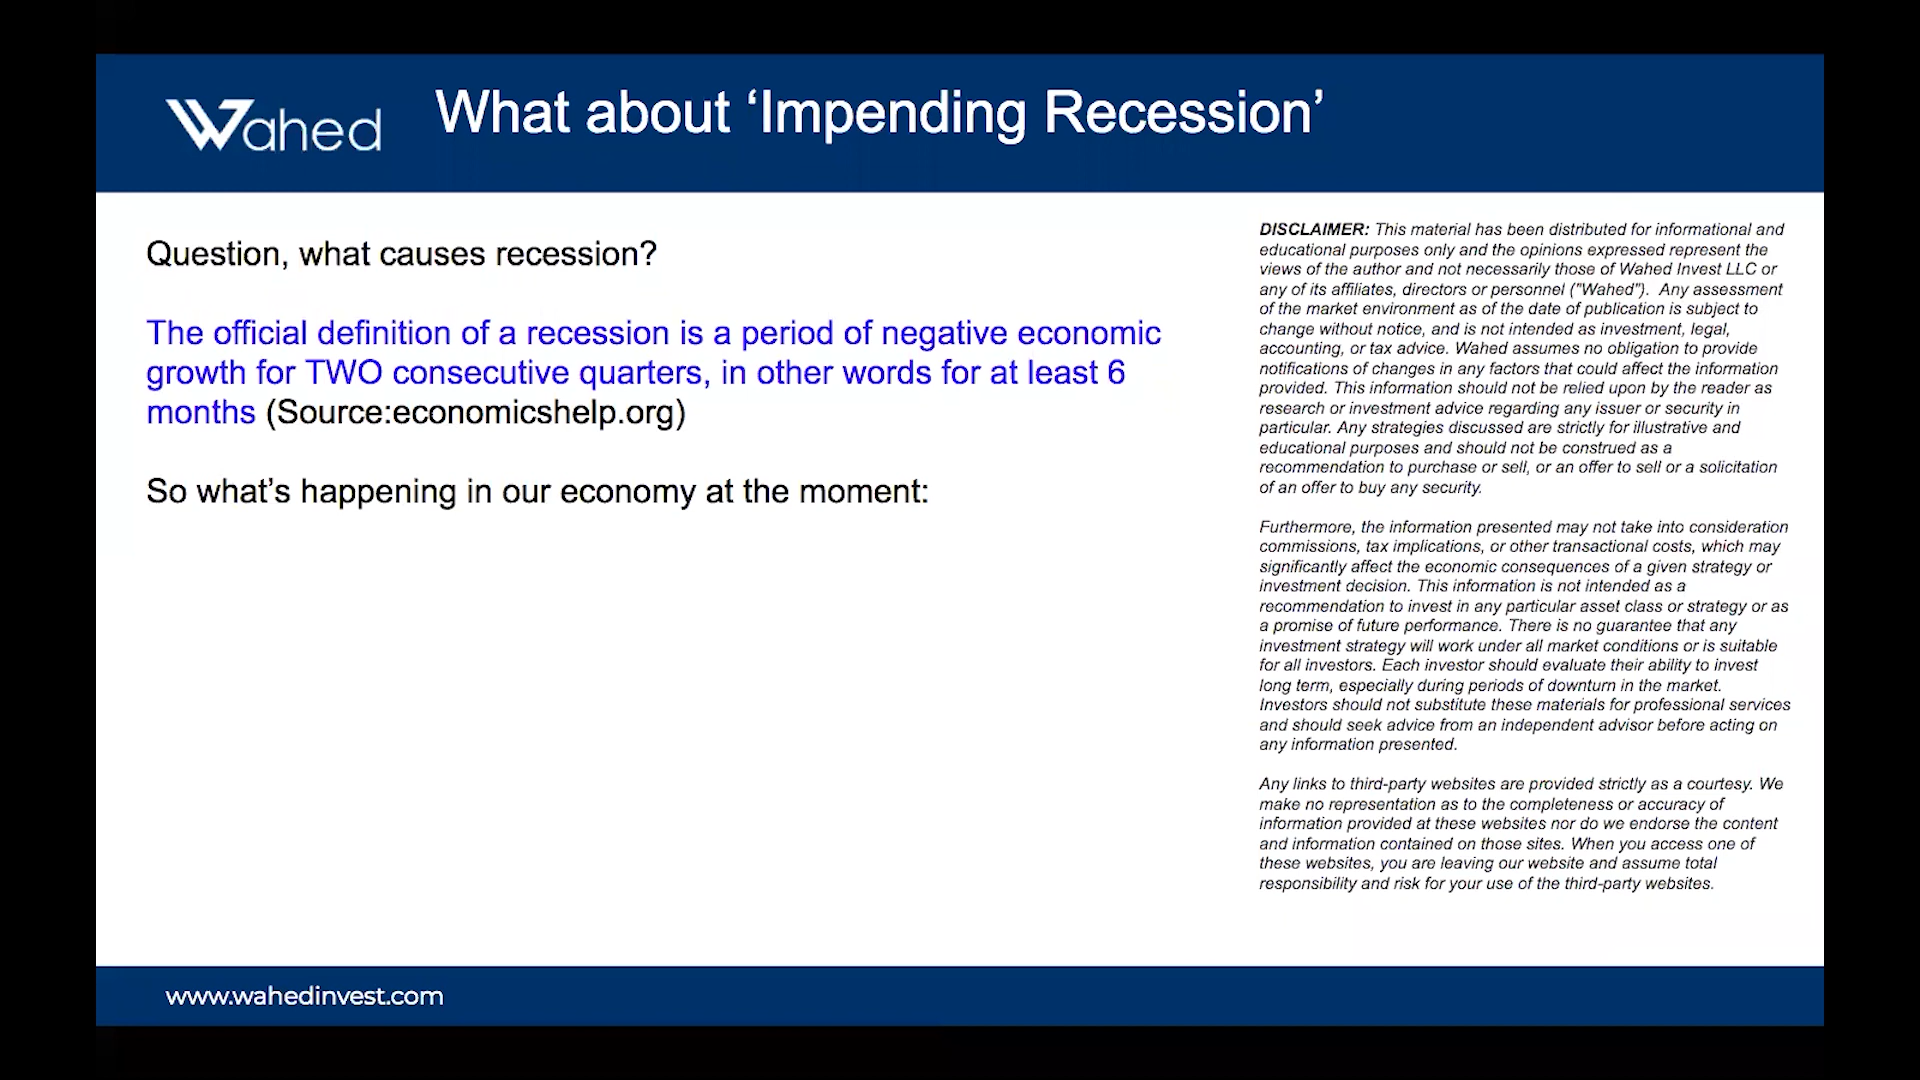 Wahed
What about ‘Impending Recession’
Question, what causes recession?
The official definition of a recession is a period of negative economic
growth for TWO consecutive quarters, in other words for at least 6
months (Source:economicshelp.org)
So what’s happening in our economy at the moment:
DISCLAIMER: This material has been distributed for informational and
educational purposes only and the opinions expressed represent the
views of the author and not necessarily those of Wahed Invest LLC or
any of its affiliates, directors or personnel ("Wahed").  Any assessment
of the market environment as of the date of publication is subject to
change without notice, and is not intended as investment, legal,
accounting, or tax advice. Wahed assumes no obligation to provide
notifications of changes in any factors that could affect the information
provided. This information should not be relied upon by the reader as
research or investment advice regarding any issuer or security in
particular. Any strategies discussed are strictly for illustrative and
educational purposes and should not be construed as a
recommendation to purchase or sell, or an offer to sell or a solicitation
of an offer to buy any security.
Furthermore, the information presented may not take into consideration
commissions, tax implications, or other transactional costs, which may
significantly affect the economic consequences of a given strategy or
investment decision. This information is not intended as a
recommendation to invest in any particular asset class or strategy or as
a promise of future performance. There is no guarantee that any
investment strategy will work under all market conditions or is suitable
for all investors. Each investor should evaluate their ability to invest
long term, especially during periods of downturn in the market.
Investors should not substitute these materials for professional services
and should seek advice from an independent advisor before acting on
any information presented.
Any links to third-party websites are provided strictly as a courtesy. We
make no representation as to the completeness or accuracy of
information provided at these websites nor do we endorse the content
and information contained on those sites. When you access one of
these websites, you are leaving our website and assume total
responsibility and risk for your use of the third-party websites.
www.wahedinvest.com